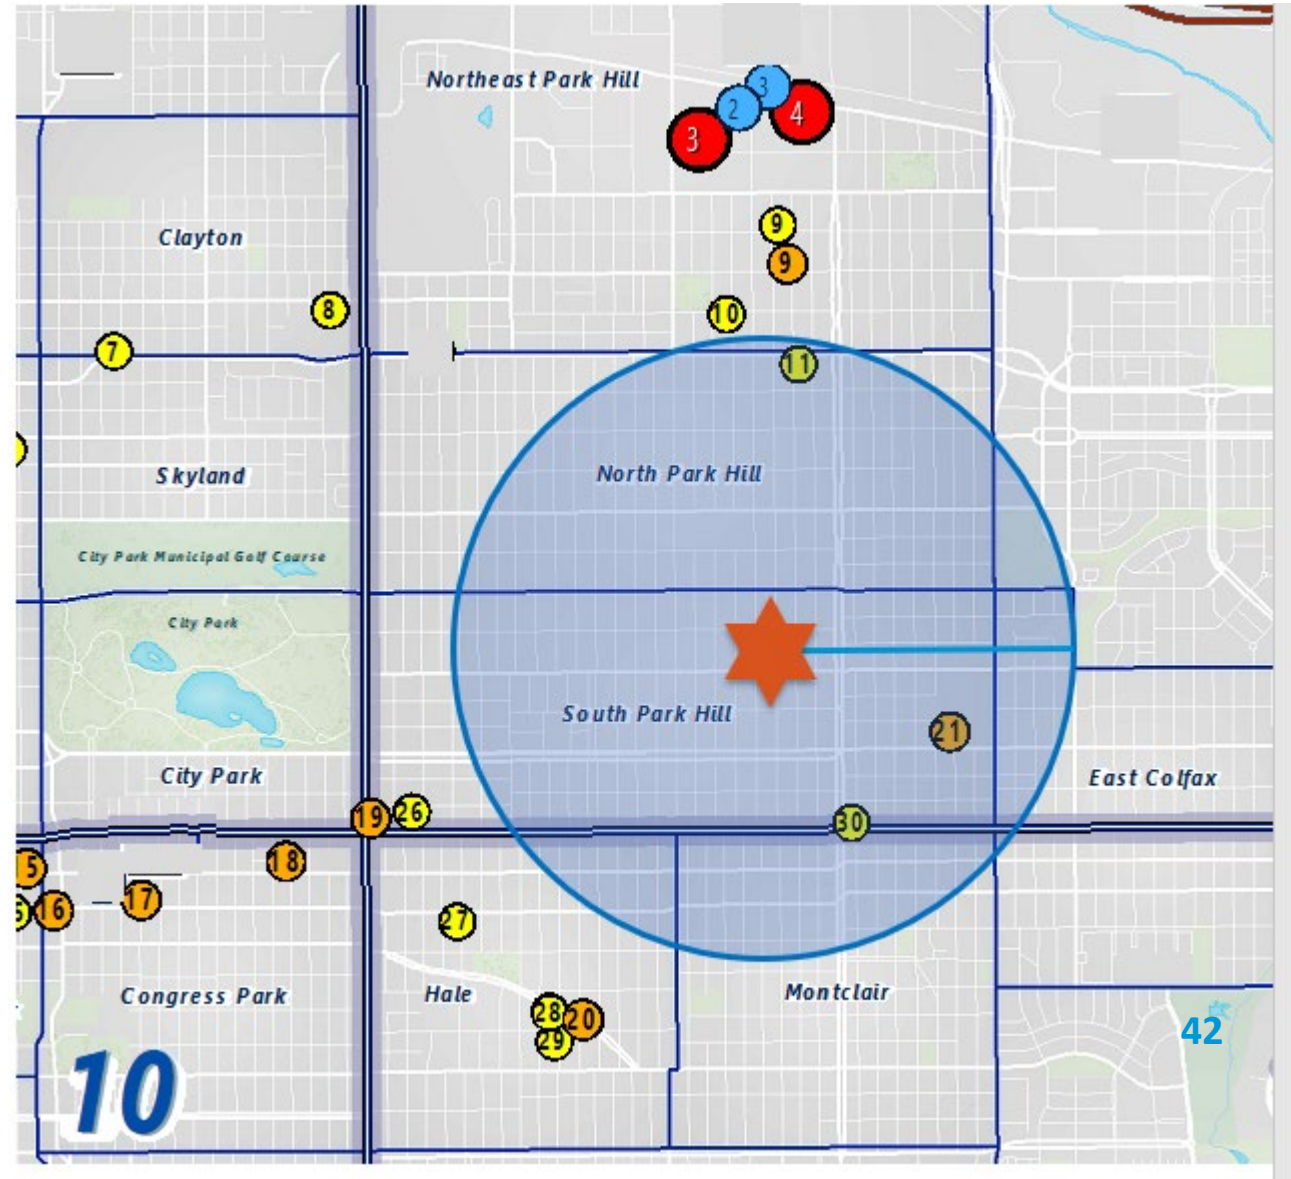 Northeast Park Hill
3
2
4
3
9
Clayton
9
8
10
7
11
North Park Hill
Skyland
City Park Municipal Golf Course
City Park
South Park Hill
21
City Park
East Colfax
19
26
30
15
18
17
16
27
Congress Park
Hale
Montclair
28
20
29
42
10